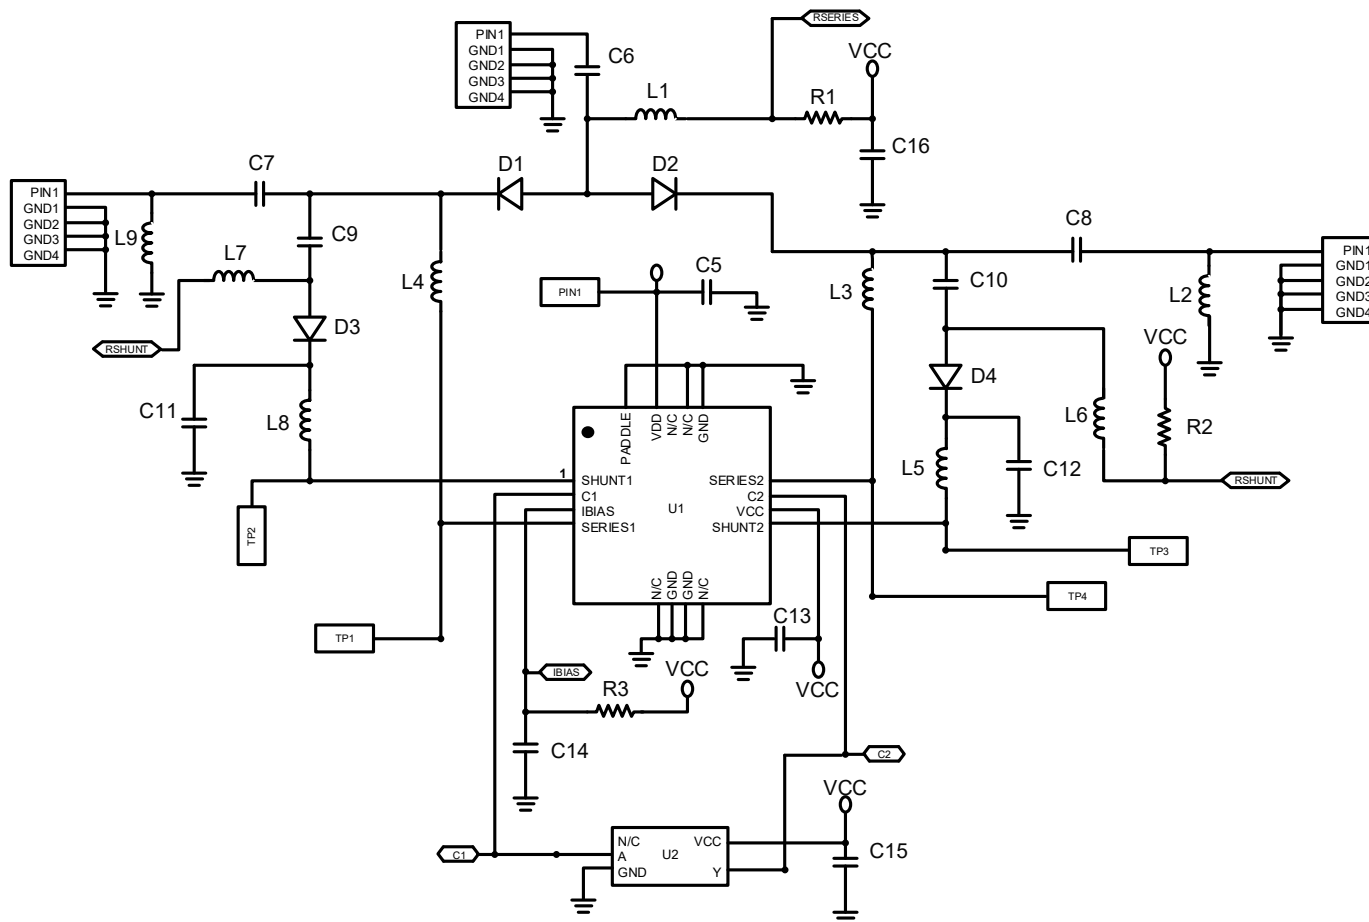 RSERIES
PIN1
GND1
GND2
GND3
GND4
C6
VCC
L1
R1
C16
C7
D1
D2
PIN1
GND1
GND2
GND3
GND4
L9
C9
L7
L4
C5
PIN1
L3
C10
C8
L2
PIN1
GND1
GND2
GND3
GND4
RSHUNT
D3
VCC
D4
C11
L8
L6
R2
L5
C12
RSHUNT
PADDLE
VDD
N/C
N/C
GND
1
SHUNT1
C1
IBIAS
SERIES1
U1
SERIES2
C2
VCC
SHUNT2
N/C
GND
GND
N/C
TP2
TP3
TP4
TP1
C13
VCC
IBIAS
R3
VCC
C14
C2
VCC
C1
N/C
A
GND
U2
VCC
Y
C15